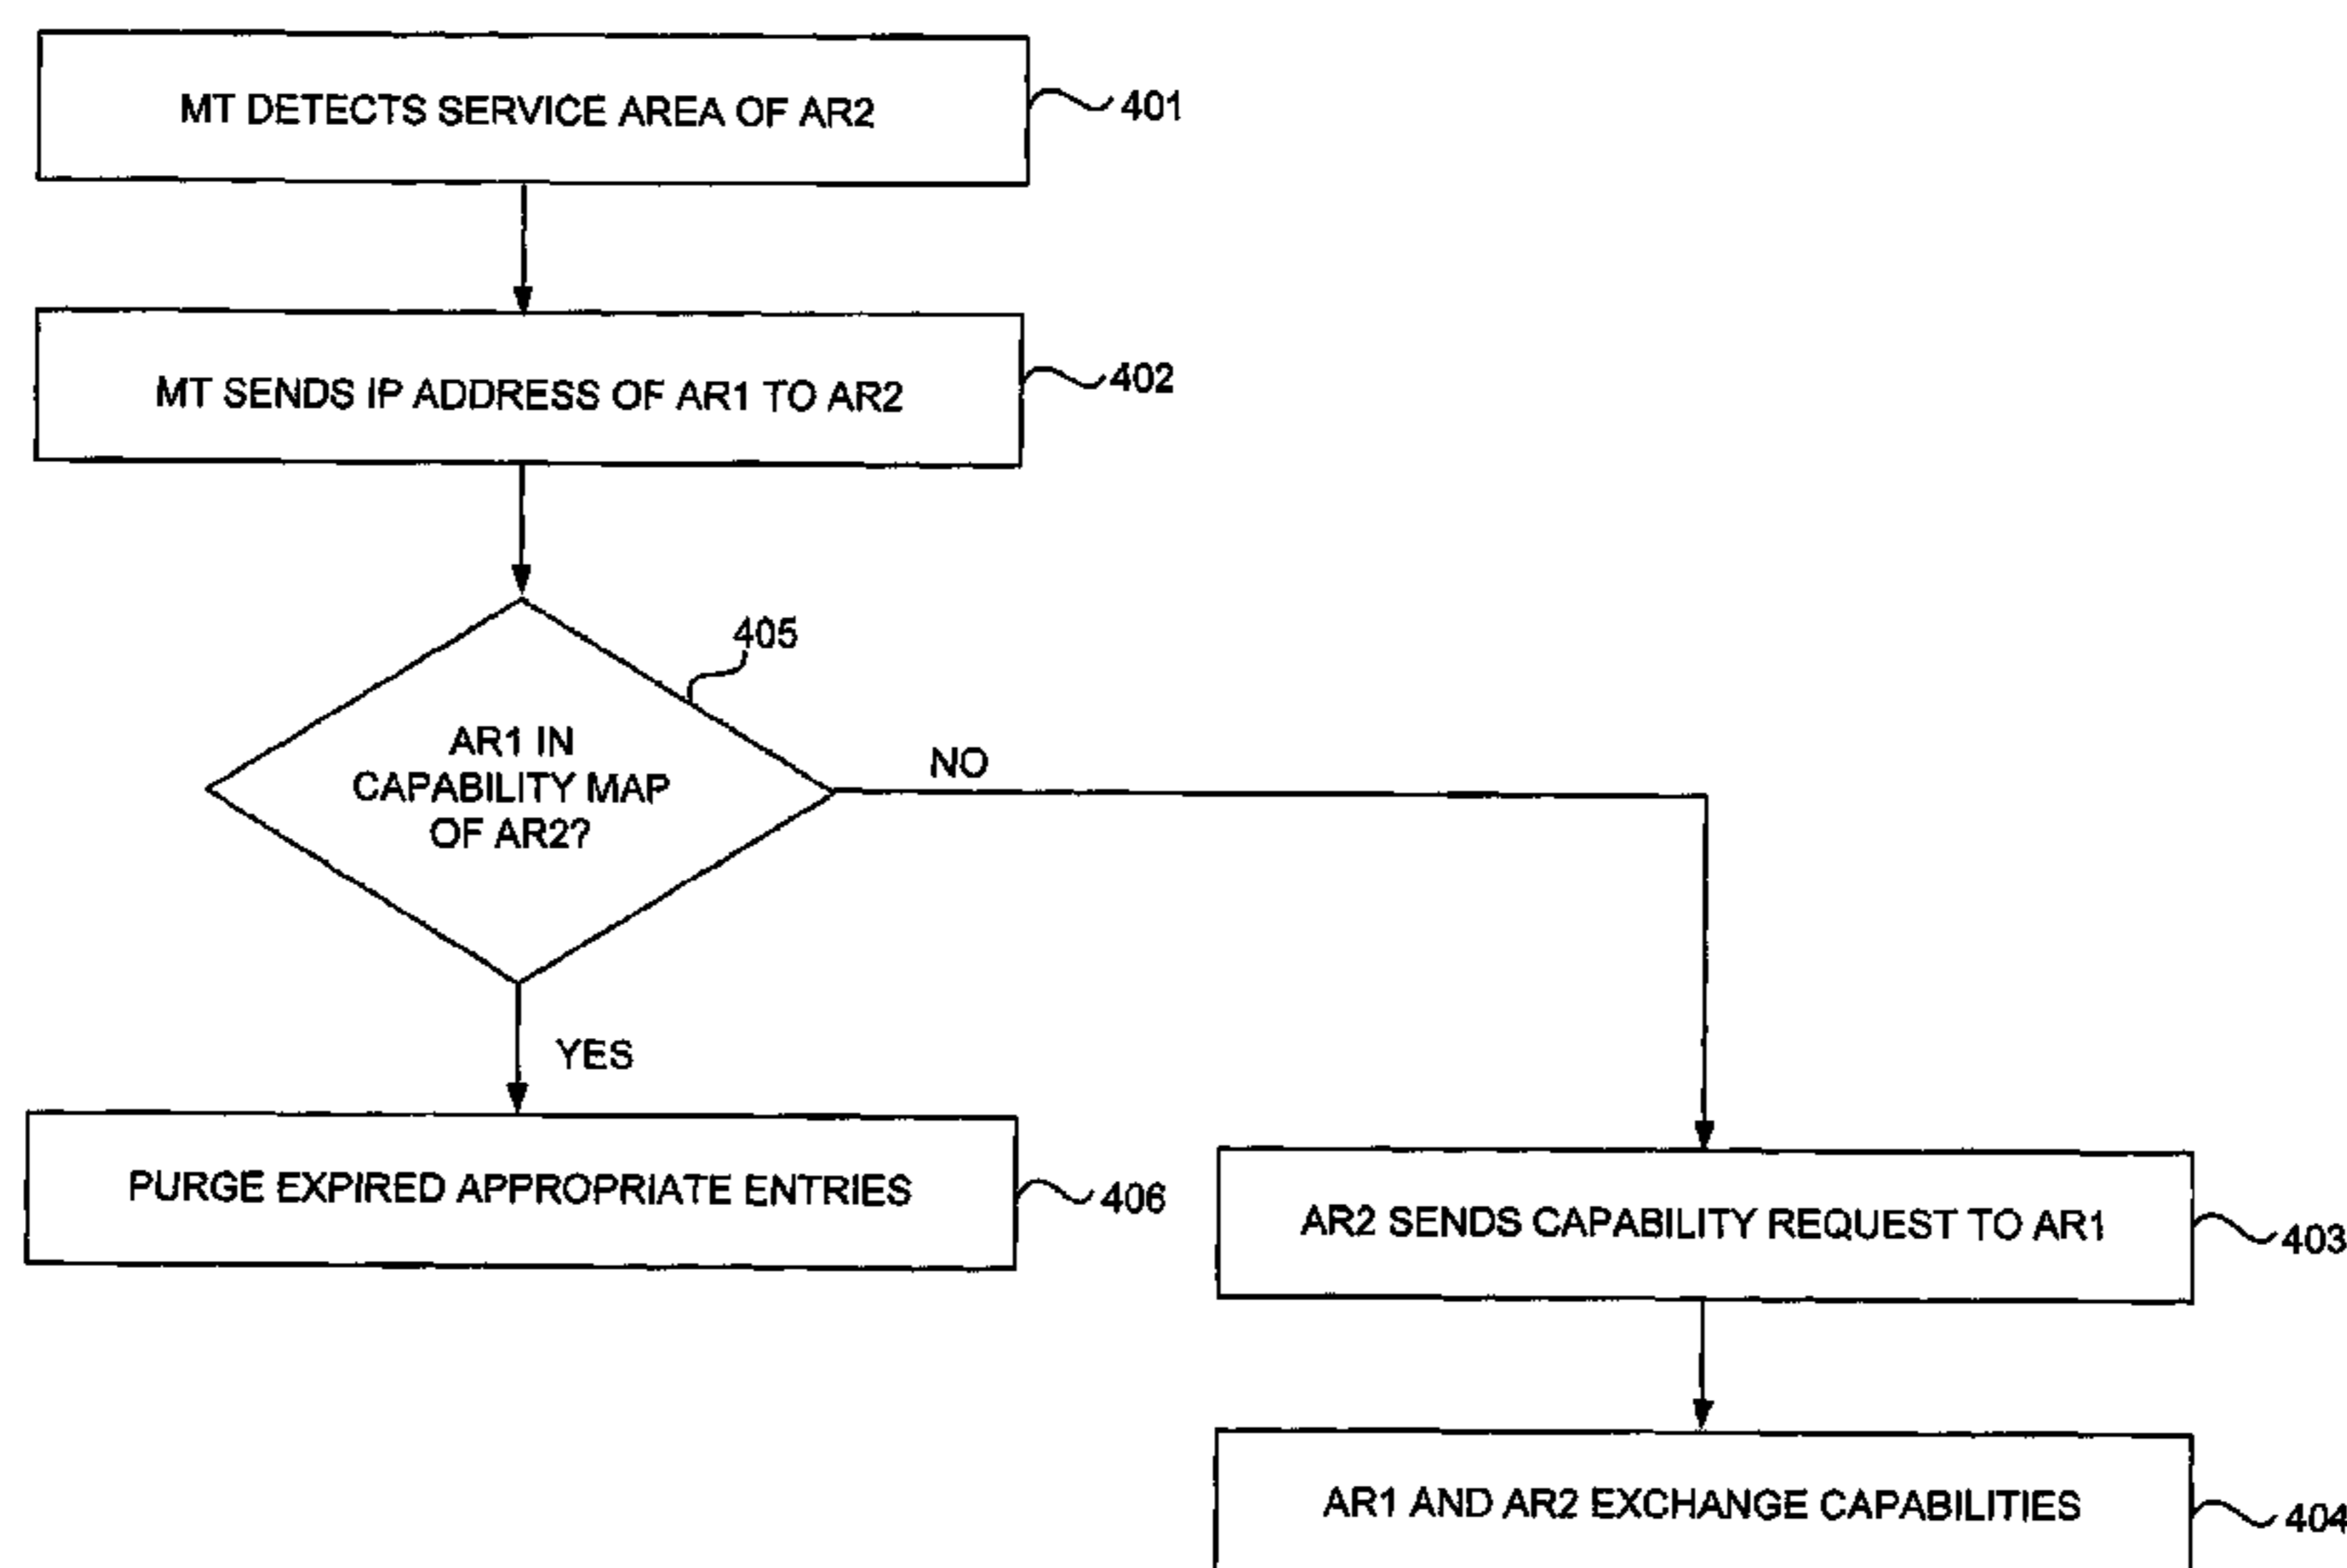 MT DETECTS SERVICE AREA OF AR2
401
MT SENDS IP ADDRESS OF AR1 TO AR2
402
405
AR1 IN
CAPABILITY MAP
OF AR2?
NO
YES
PURGE EXPIRED APPROPRIATE ENTRIES
406
AR2 SENDS CAPABILITY REQUEST TO AR1
403
AR1 AND AR2 EXCHANGE CAPABILITIES
404